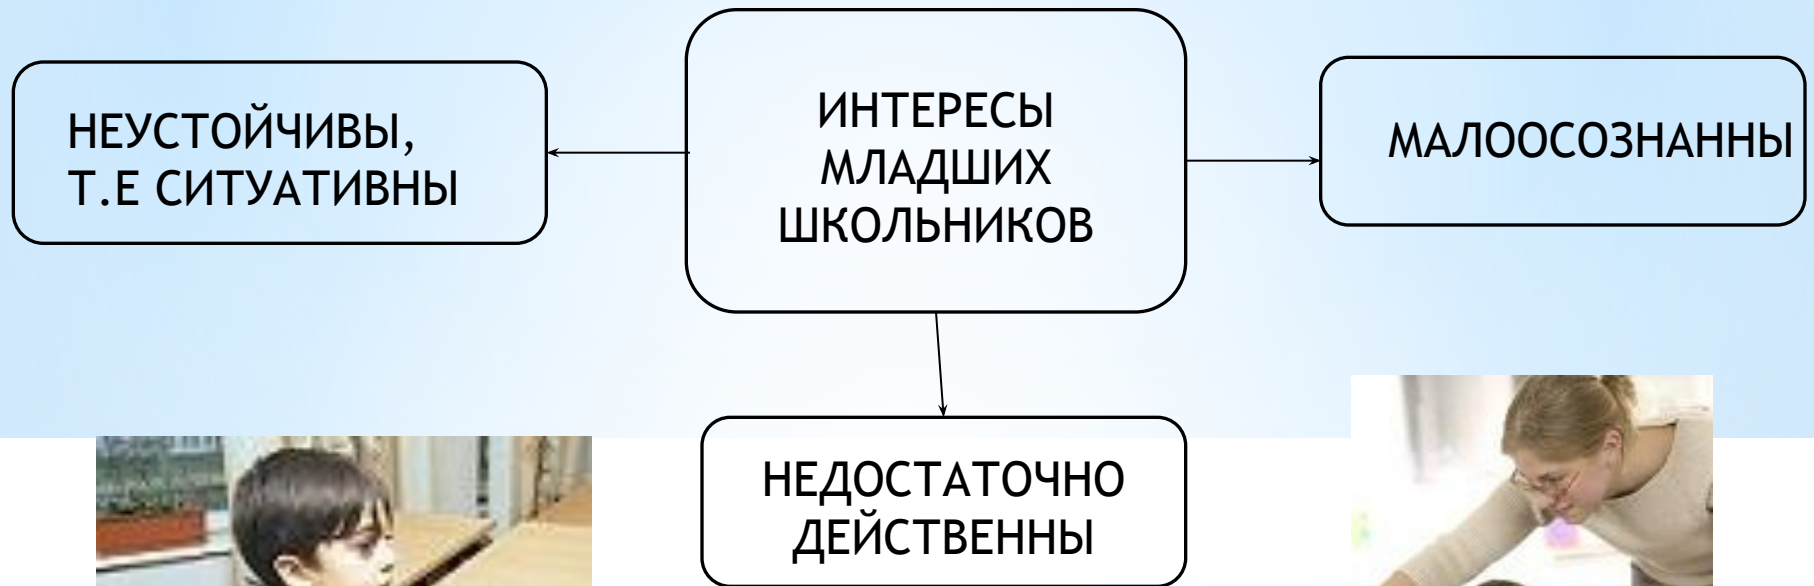 ИНТЕРЕСЫ
МЛАДШИХ
ШКОЛЬНИКОВ
НЕУСТОЙЧИВЫ,
Т.Е СИТУАТИВНЫ
МАЛООСОЗНАННЫ
НЕДОСТАТОЧНО
ДЕЙСТВЕННЫ